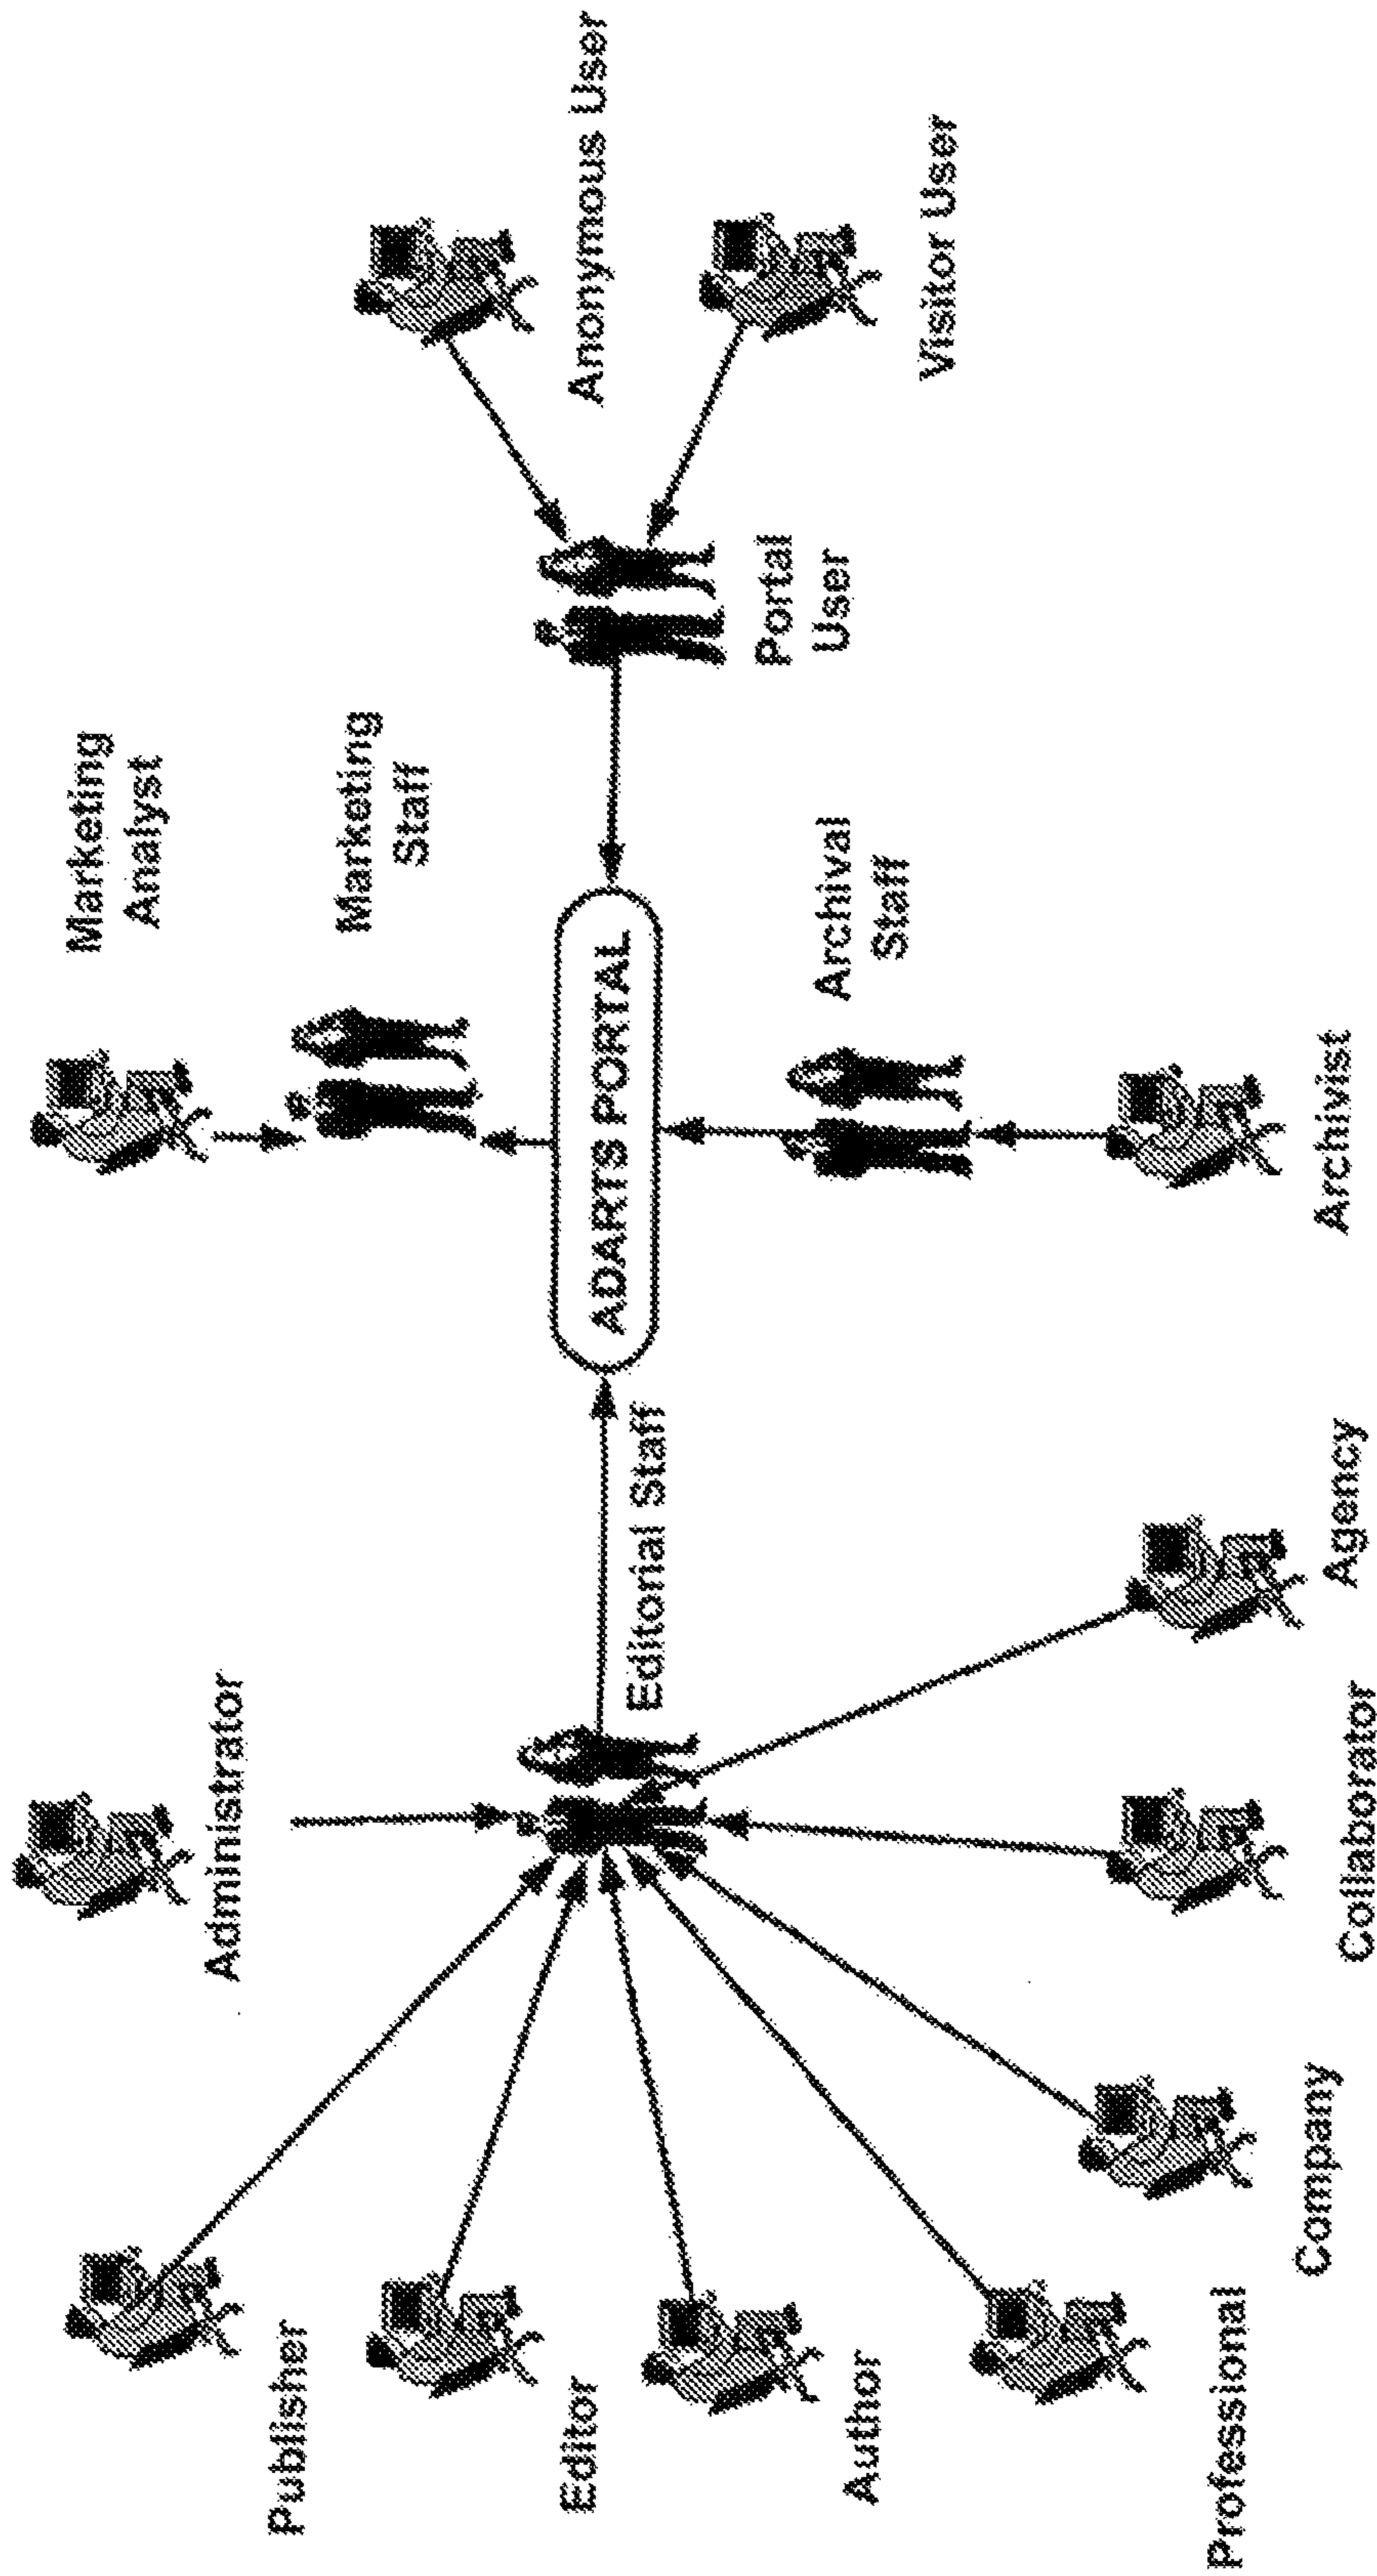 Marketing
Analyst
Administrator
Publisher
Marketing
Staff
Editor
Anonymous User
ADARTS PORTAL
Editorial Staff
Portal
User
Author
Archival
Staff
Visitor User
Professional
Company
Collaborator
Agency
Archivist